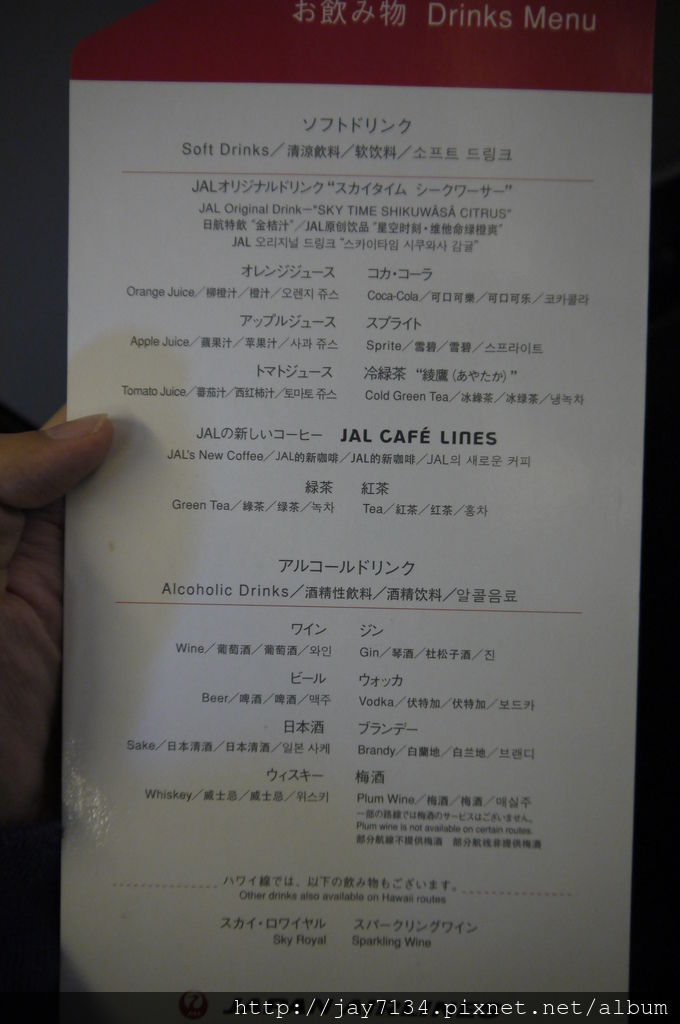 お飲み物 Drinks Menu
ソフトドリンク
Soft Drinks／清涼飲料／软饮料／소프트 드링크
JALオリジナルドリンク“スカイタイム シークワーサー”
JAL Original Drink—"SKY TIME SHIKUWĀSĀ CITRUS"
日航特飲 "金桔汁"／JAL原创饮品 "星空时刻・维他命绿橙爽"
JAL 오리지널 드링크 "스카이타임 시쿠와사 감귤"
オレンジジュース コカ・コーラ
Orange Juice／柳橙汁／橙汁／오렌지 쥬스 Coca-Cola／可口可樂／可口可乐／코카콜라
アップルジュース スプライト
Apple Juice／蘋果汁／苹果汁／사과 쥬스 Sprite／雪碧／雪碧／스프라이트
トマトジュース 冷緑茶 “綾鷹（あやたか）”
Tomato Juice／蕃茄汁／西红柿汁／토마토 쥬스 Cold Green Tea／冰綠茶／冰绿茶／냉녹차
JALの新しいコーヒー JAL CAFÉ LINES
JAL's New Coffee／JAL的新咖啡／JAL的新咖啡／JAL의 새로운 커피
緑茶 紅茶
Green Tea／綠茶／绿茶／녹차 Tea／紅茶／红茶／홍차
アルコールドリンク
Alcoholic Drinks／酒精性飲料／酒精饮料／알콜음료
ワイン ジン
Wine／葡萄酒／葡萄酒／와인 Gin／琴酒／杜松子酒／진
ビール ウォッカ
Beer／啤酒／啤酒／맥주 Vodka／伏特加／伏特加／보드카
日本酒 ブランデー
Sake／日本清酒／日本清酒／일본 사케 Brandy／白蘭地／白兰地／브랜디
ウィスキー 梅酒
Whiskey／威士忌／威士忌／위스키 Plum Wine／梅酒／梅酒／매실주
一部の路線では梅酒のサービスはございません。
Plum wine is not available on certain routes.
部分航線不提供梅酒 部分航线非提供梅酒
ハワイ線では、以下の飲み物もございます。
Other drinks also available on Hawaii routes
スカイ・ロワイヤル スパークリングワイン
Sky Royal Sparkling Wine
http://jay7134.pixnet.net/album